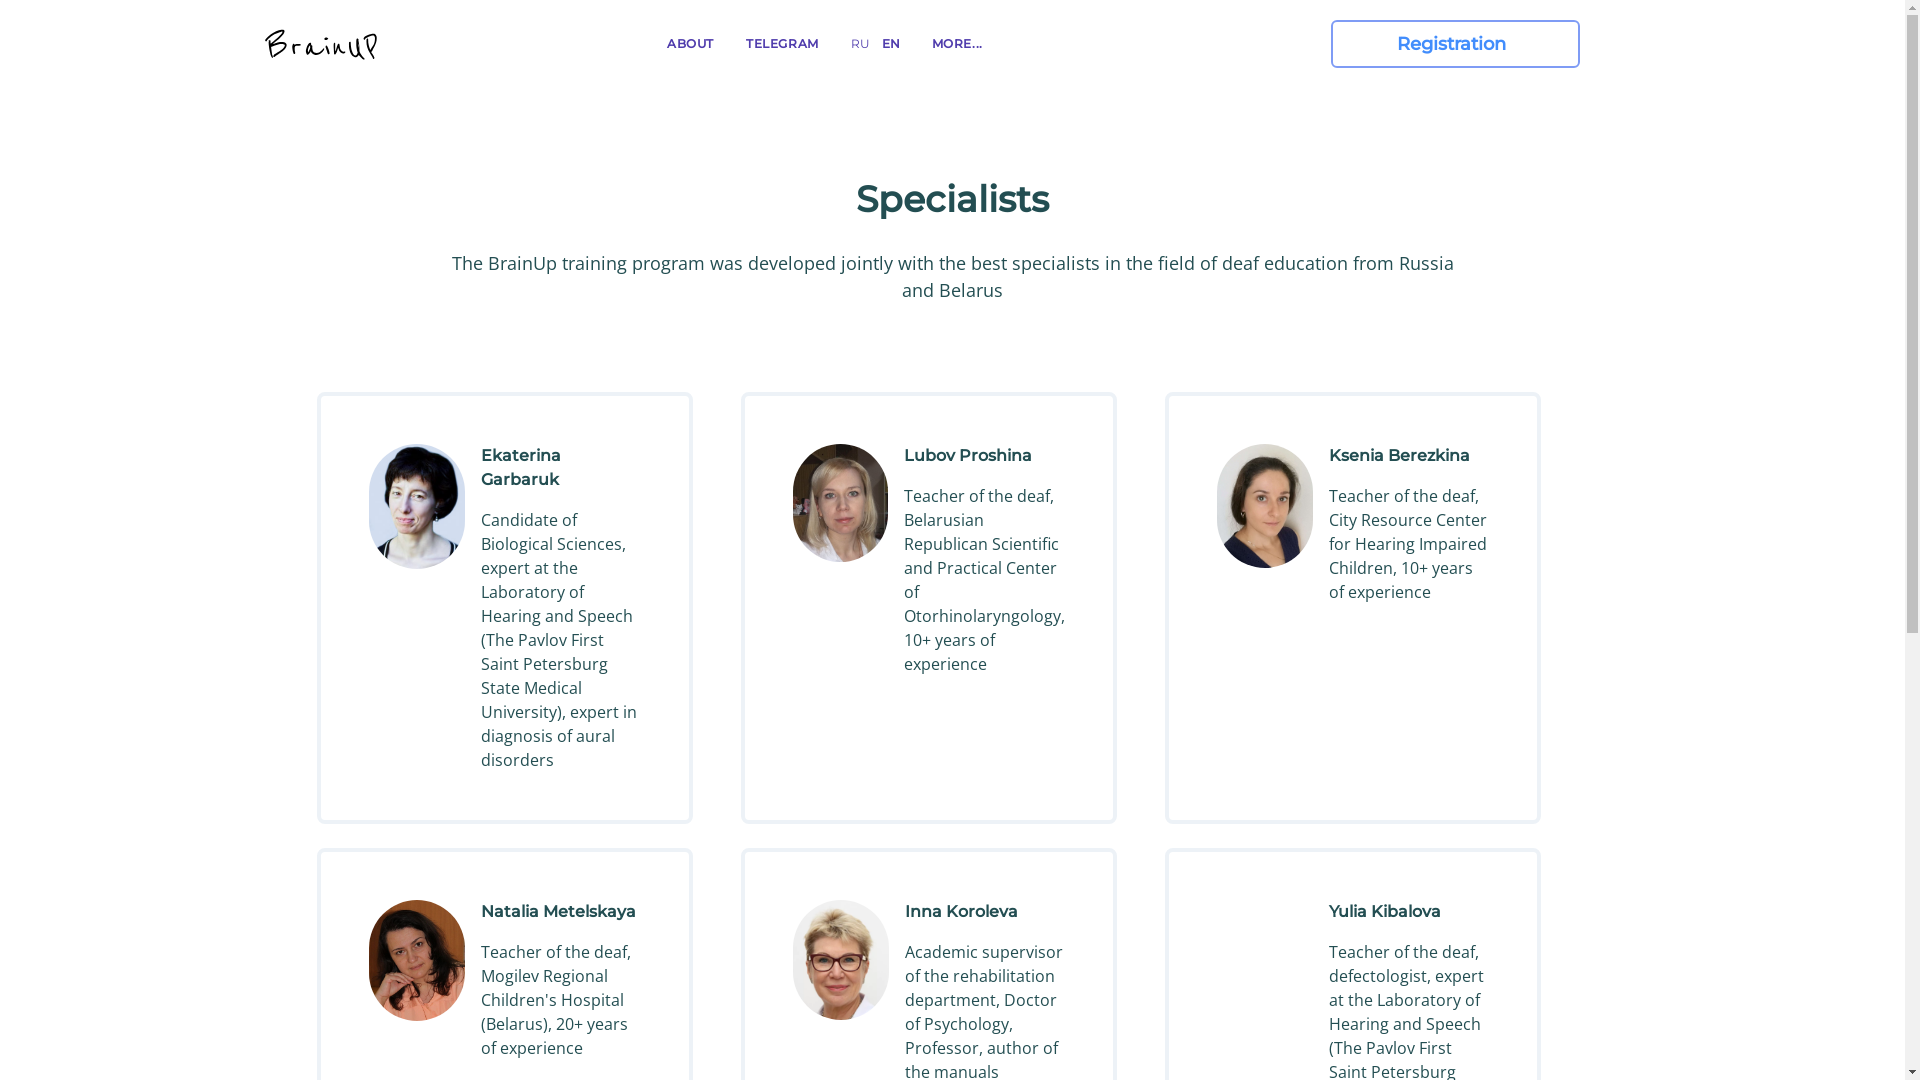 BrainUP
ABOUT
TELEGRAM
RU
EN
MORE...
Registration
Specialists
The BrainUp training program was developed jointly with the best specialists in the field of deaf education from Russia
and Belarus
Ekaterina
Garbaruk
Candidate of
Biological Sciences,
expert at the
Laboratory of
Hearing and Speech
(The Pavlov First
Saint Petersburg
State Medical
University), expert in
diagnosis of aural
disorders
Lubov Proshina
Teacher of the deaf,
Belarusian
Republican Scientific
and Practical Center
of
Otorhinolaryngology,
10+ years of
experience
Ksenia Berezkina
Teacher of the deaf,
City Resource Center
for Hearing Impaired
Children, 10+ years
of experience
Natalia Metelskaya
Teacher of the deaf,
Mogilev Regional
Children's Hospital
(Belarus), 20+ years
of experience
Inna Koroleva
Academic supervisor
of the rehabilitation
department, Doctor
of Psychology,
Professor, author of
the manuals
Yulia Kibalova
Teacher of the deaf,
defectologist, expert
at the Laboratory of
Hearing and Speech
(The Pavlov First
Saint Petersburg